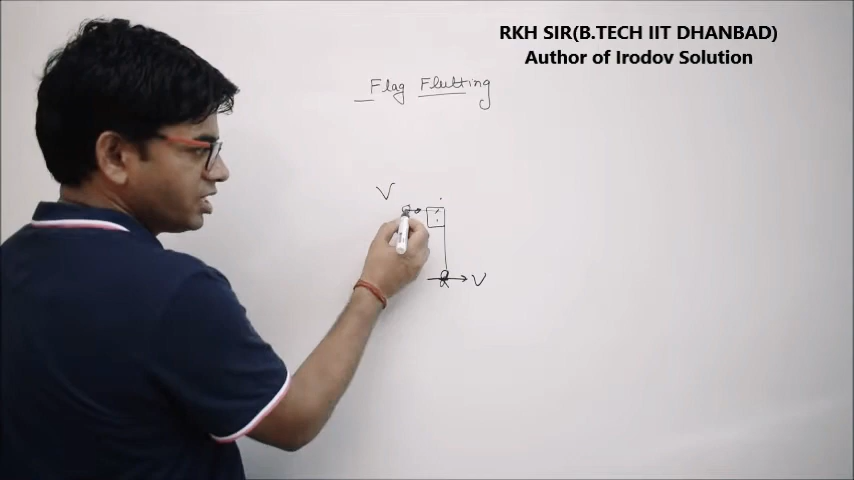 RKH SIR(B.TECH IIT DHANBAD)
Author of Irodov Solution
Flag Flutting
V
V